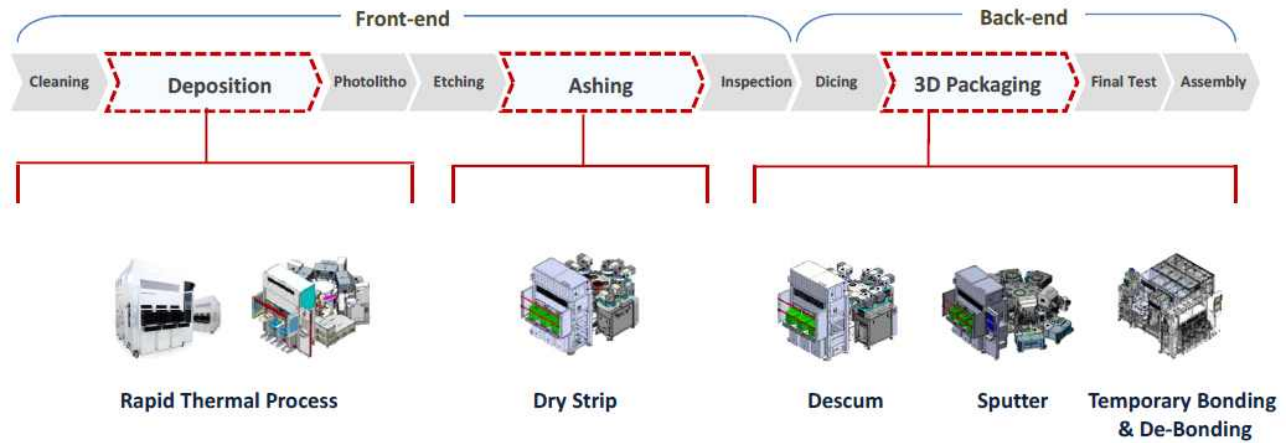 Front-end
Back-end
Cleaning
Deposition
Photolitho
Etching
Ashing
Inspection
Dicing
3D Packaging
Final Test
Assembly
Rapid Thermal Process
Dry Strip
Descum
Sputter
Temporary Bonding
& De-Bonding